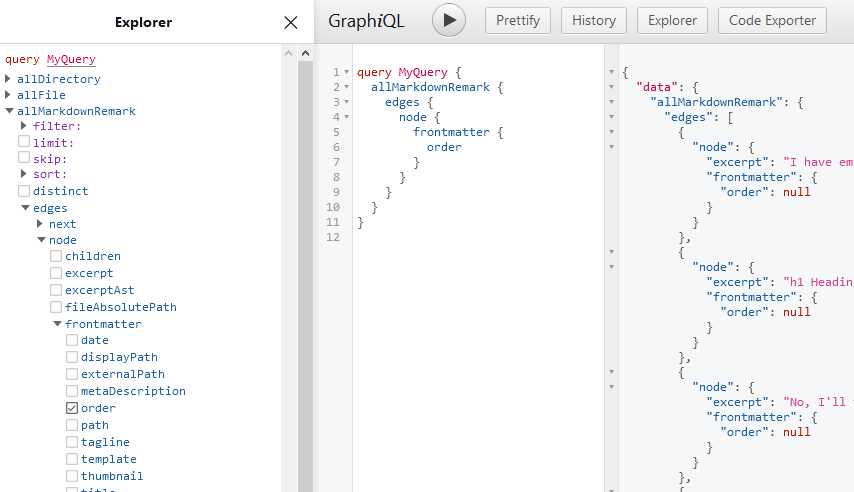 Explorer
GraphiQL
Prettify
History
Explorer
Code Exporter
query MyQuery
allDirectory
allFile
allMarkdownRemark
filter:
limit:
skip:
sort:
distinct
edges
next
node
children
excerpt
excerptAst
fileAbsolutePath
frontmatter
date
displayPath
externalPath
metaDescription
order
path
tagline
template
thumbnail
1 query MyQuery {
2 allMarkdownRemark {
3 edges {
4 node {
5 frontmatter {
6 order
7 }
8 }
9 }
10 }
11 }
12
{
"data": {
"allMarkdownRemark": {
"edges": [
{
"node": {
"excerpt": "I have em
"frontmatter": {
"order": null
}
}
},
{
"node": {
"excerpt": "h1 Heading
"frontmatter": {
"order": null
}
}
},
{
"node": {
"excerpt": "No, I'll
"frontmatter": {
"order": null
}
}
},
{